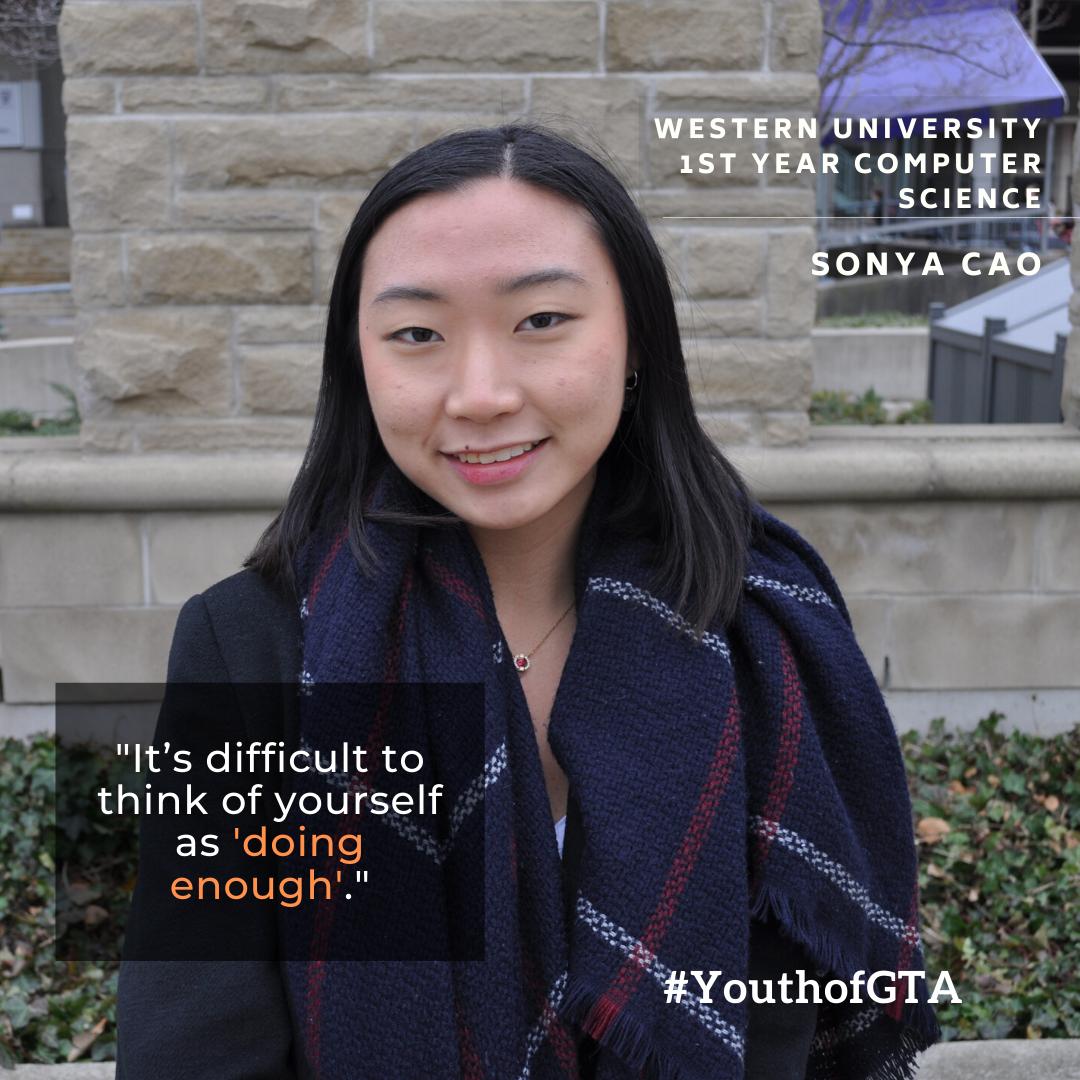 WESTERN UNIVERSITY
1ST YEAR COMPUTER
SCIENCE
SONYA CAO
"It’s difficult to
think of yourself
as 'doing
enough'."
#YouthofGTA